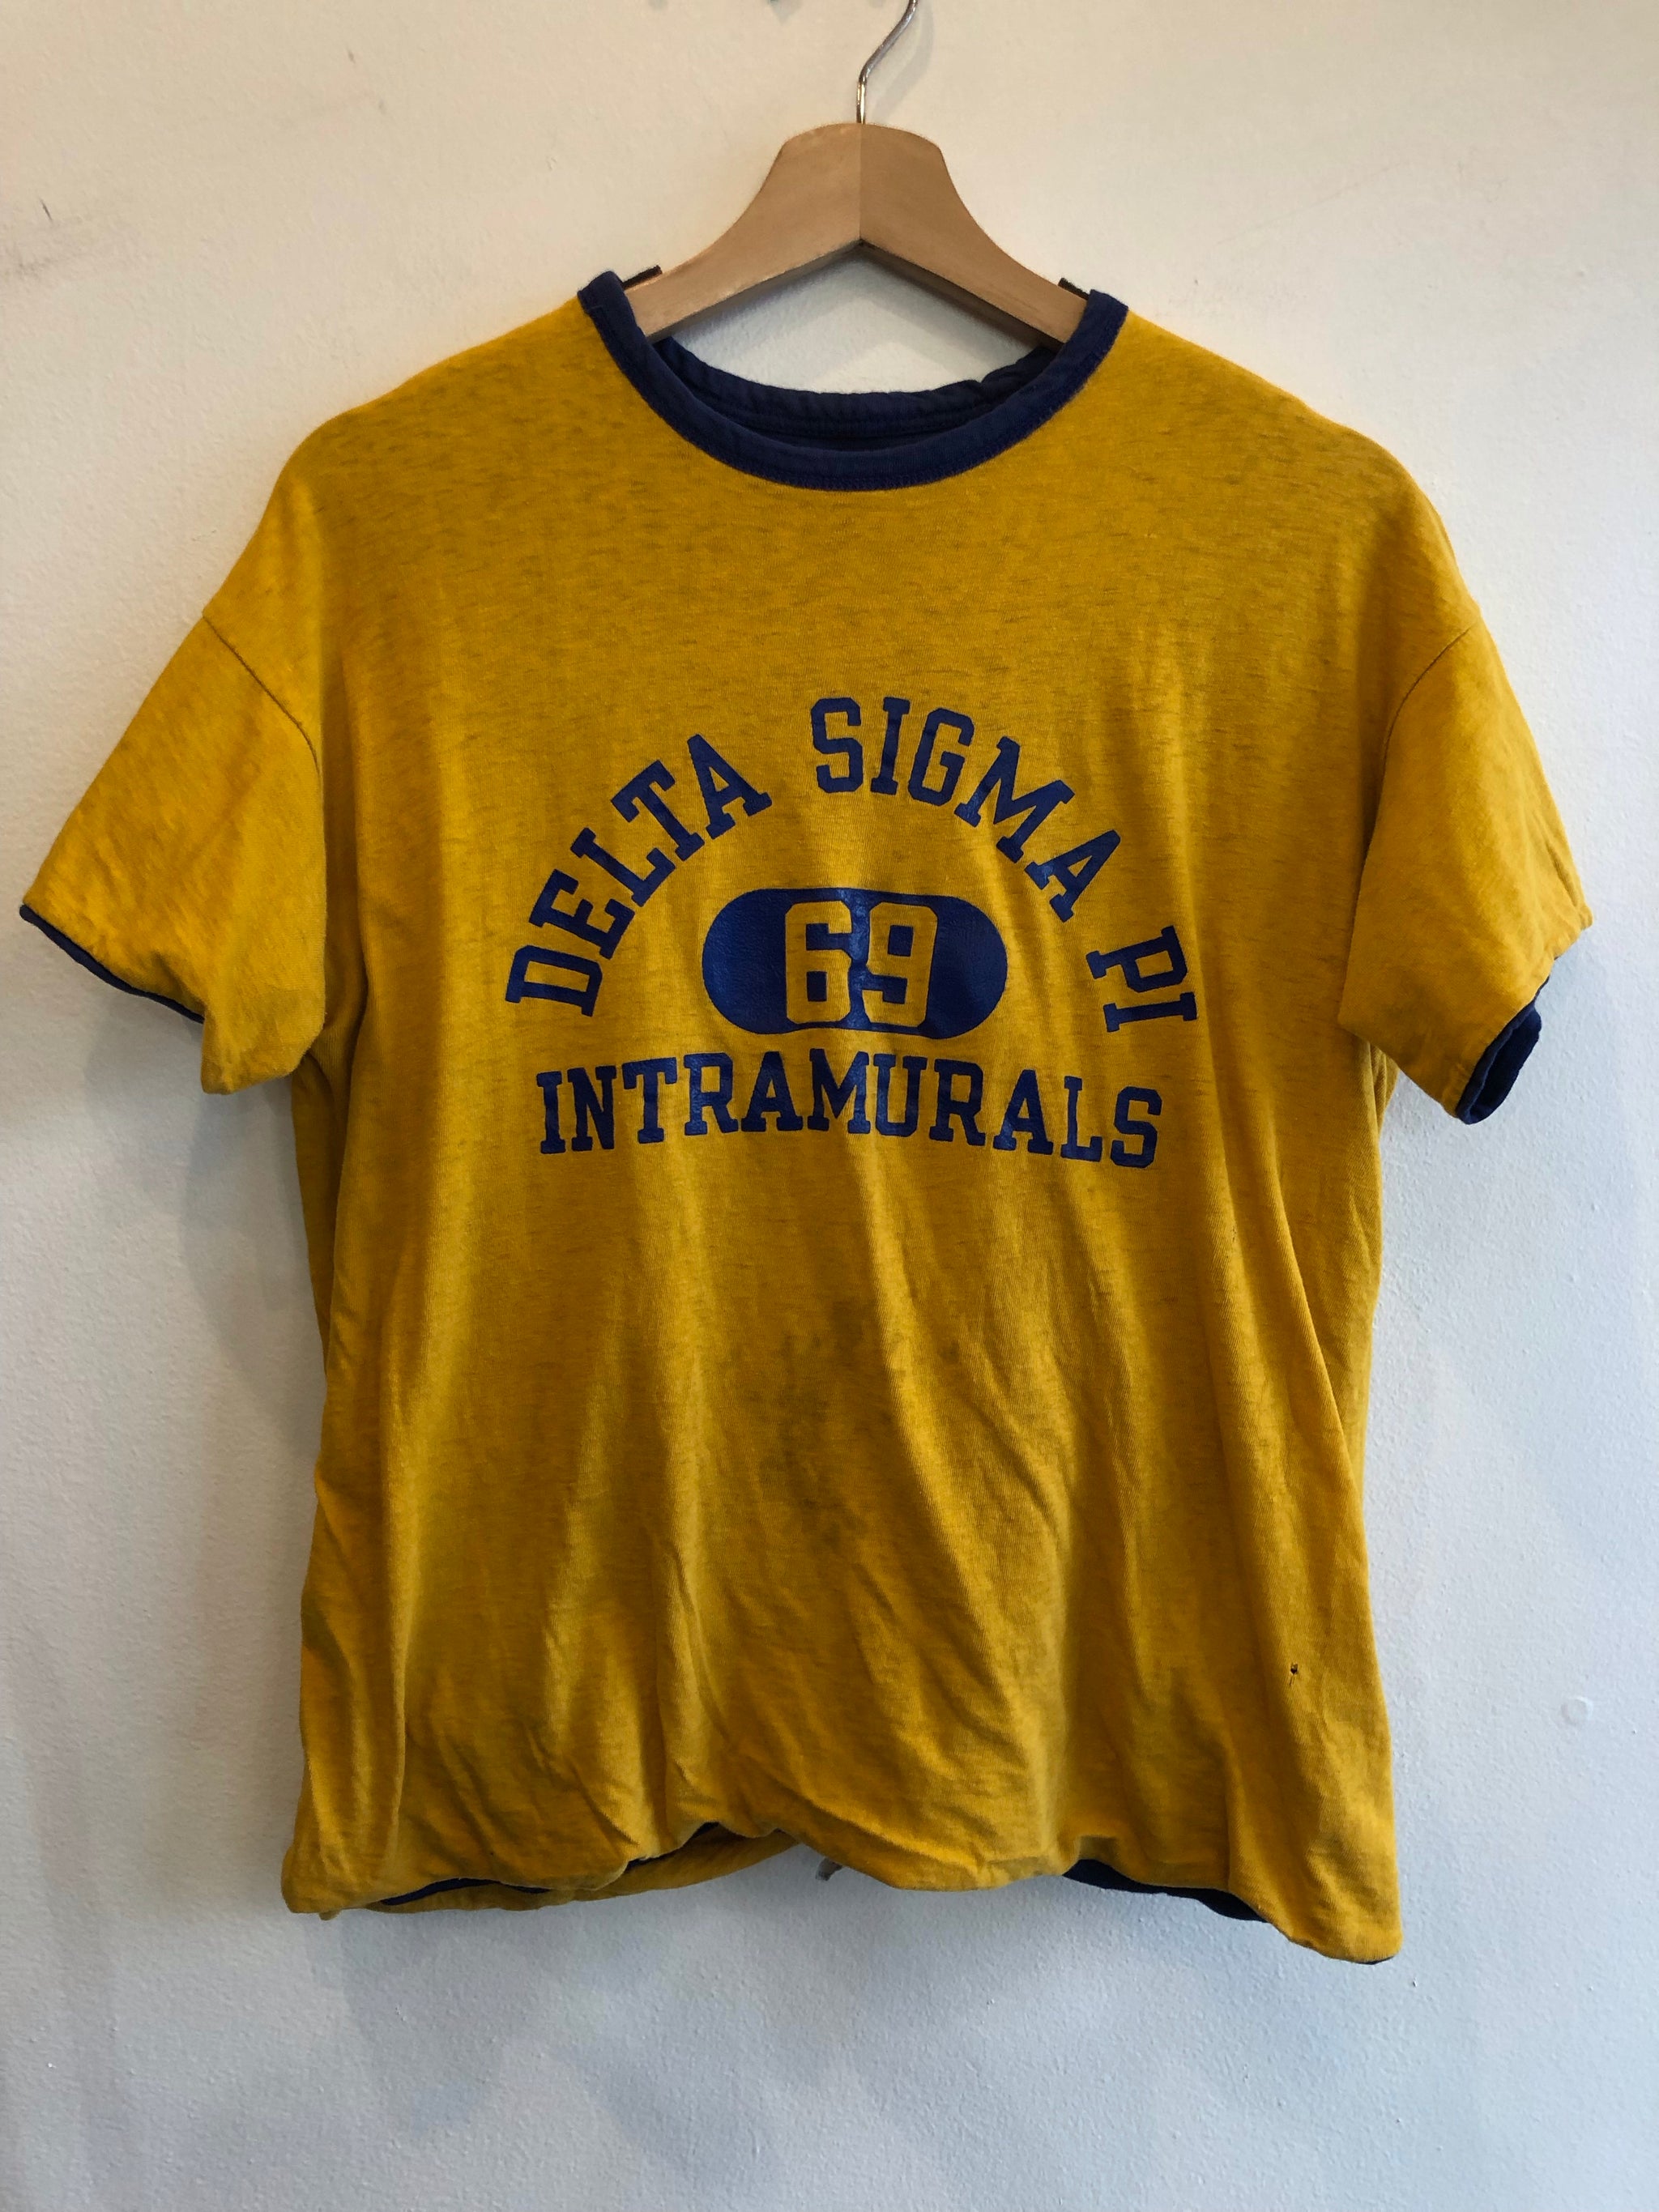 DELTA SIGMA PI
69
INTRAMURALS